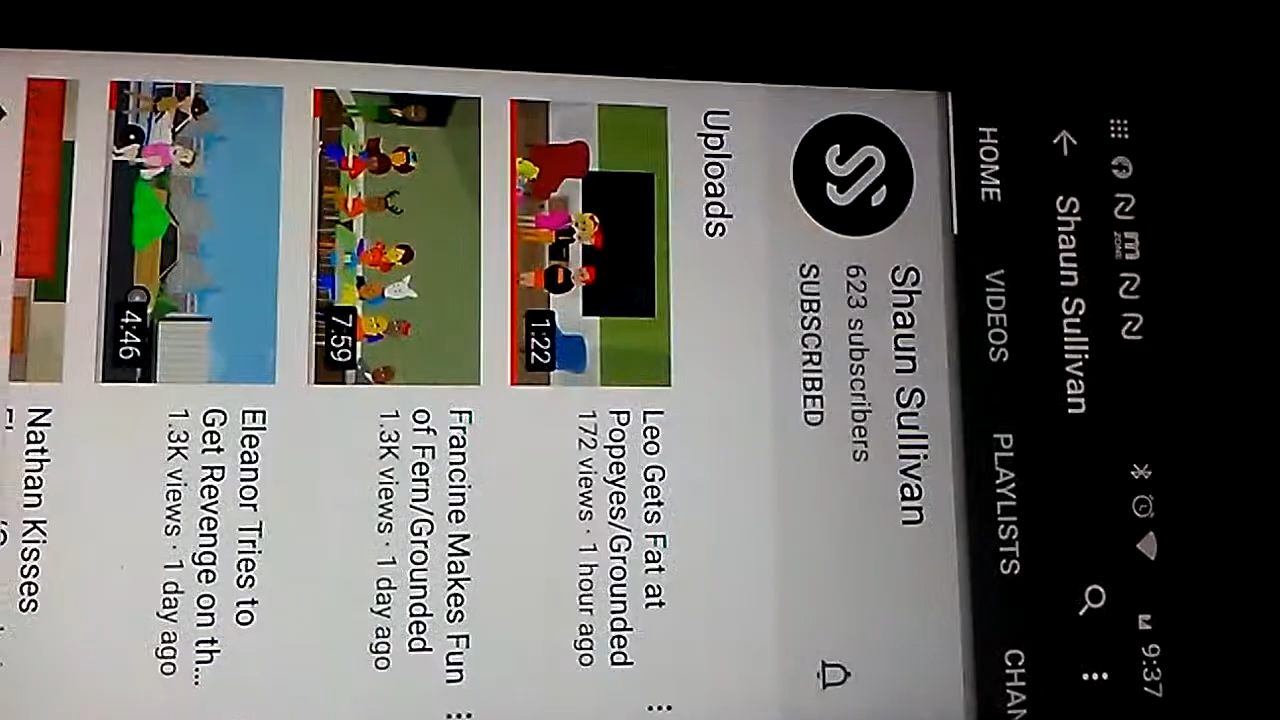 9:37
Shaun Sullivan
HOME VIDEOS PLAYLISTS CHAN
Shaun Sullivan
623 subscribers
SUBSCRIBED
Uploads
1:22
Leo Gets Fat at
Popeyes/Grounded
172 views · 1 hour ago
7:59
Francine Makes Fun
of Fern/Grounded
1.3K views · 1 day ago
4:46
Eleanor Tries to
Get Revenge on th...
1.3K views · 1 day ago
Nathan Kisses